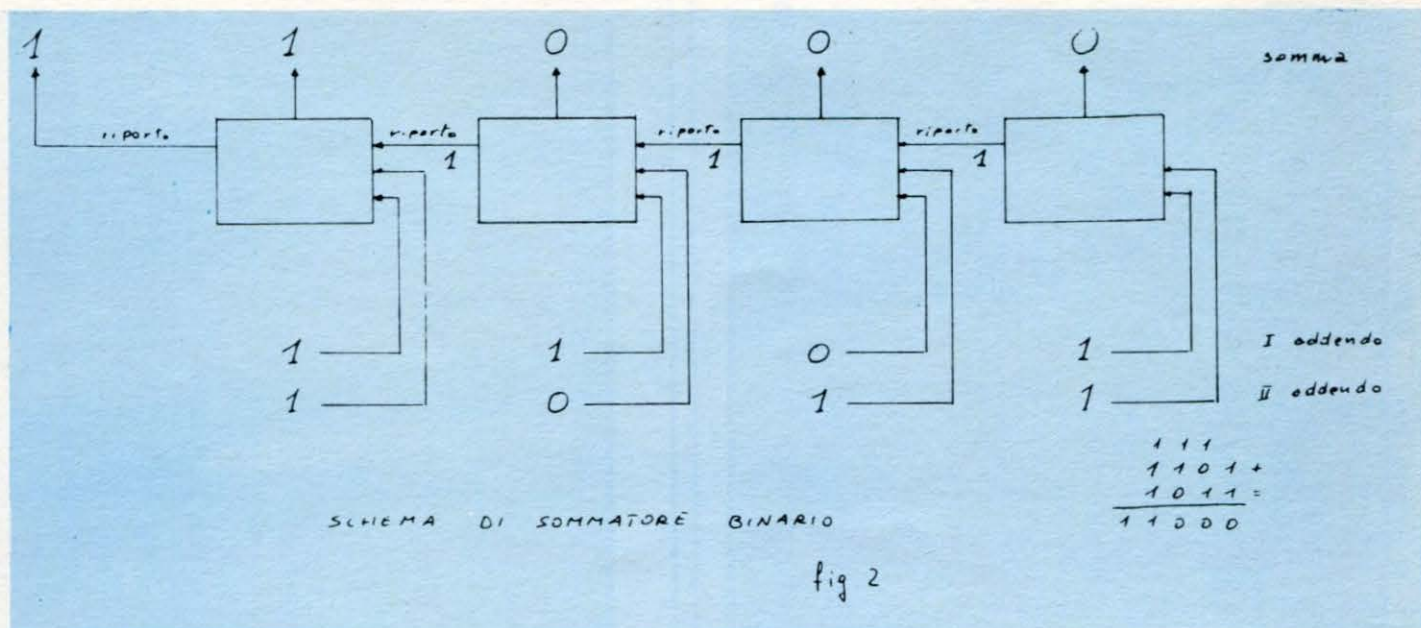 1 1 0 0 0 somma
riporto riporto riporto riporto
1 1 1
1 1 0 1 I addendo
1 0 1 1 II addendo
1 1 1
1 1 0 1 +
1 0 1 1 =
1 1 0 0 0
SCHEMA DI SOMMATORE BINARIO
fig 2